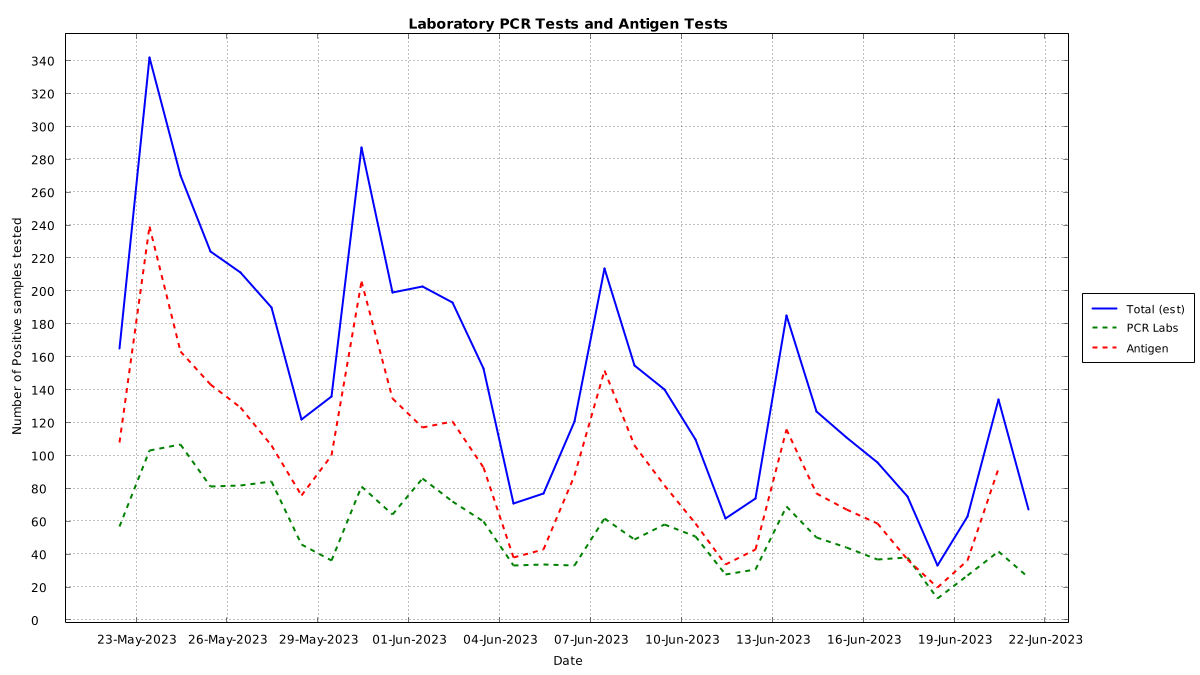 Laboratory PCR Tests and Antigen Tests
Number of Positive samples tested
340
320
300
280
260
240
220
200
180
160
140
120
100
80
60
40
20
0
23-May-2023 26-May-2023 29-May-2023 01-Jun-2023 04-Jun-2023 07-Jun-2023 10-Jun-2023 13-Jun-2023 16-Jun-2023 19-Jun-2023 22-Jun-2023
Date
Total (est)
PCR Labs
Antigen